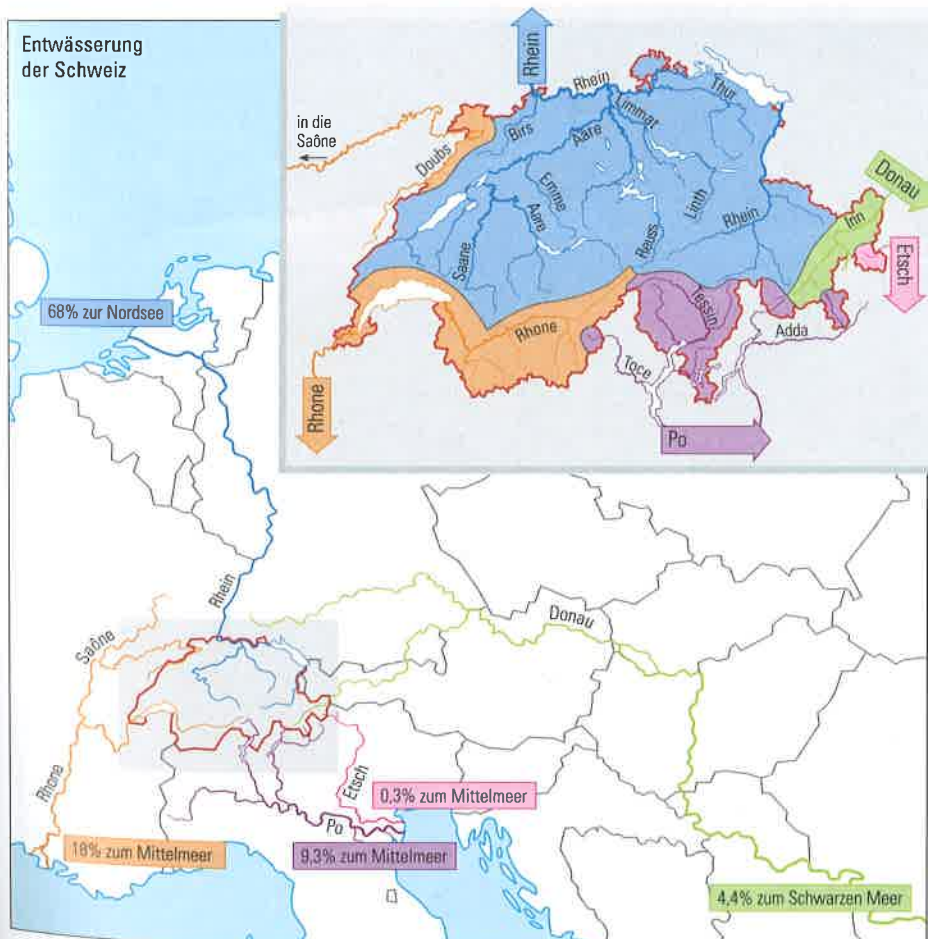 Entwässerung
der Schweiz
Rhein
Rhein
Thur
Limmat
in die
Saône
Birs
Aare
Doubs
Donau
Emme
Aare
Linth
Inn
Rhein
Reuss
Saane
Etsch
68% zur Nordsee
Tessin
Rhone
Adda
Toce
Rhone
Po
Rhein
Donau
Saône
Rhone
Etsch
0,3% zum Mittelmeer
Po
18% zum Mittelmeer
9,3% zum Mittelmeer
4,4% zum Schwarzen Meer